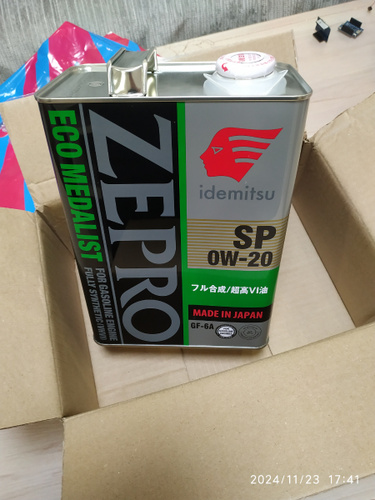 ZEPRO
ECO MEDALIST
FOR GASOLINE ENGINE
FULLY SYNTHETIC (VHVI)
idemitsu
SP
0W-20
フル合成/超高VI油
MADE IN JAPAN
GF-6A
2024/11/23 17:41